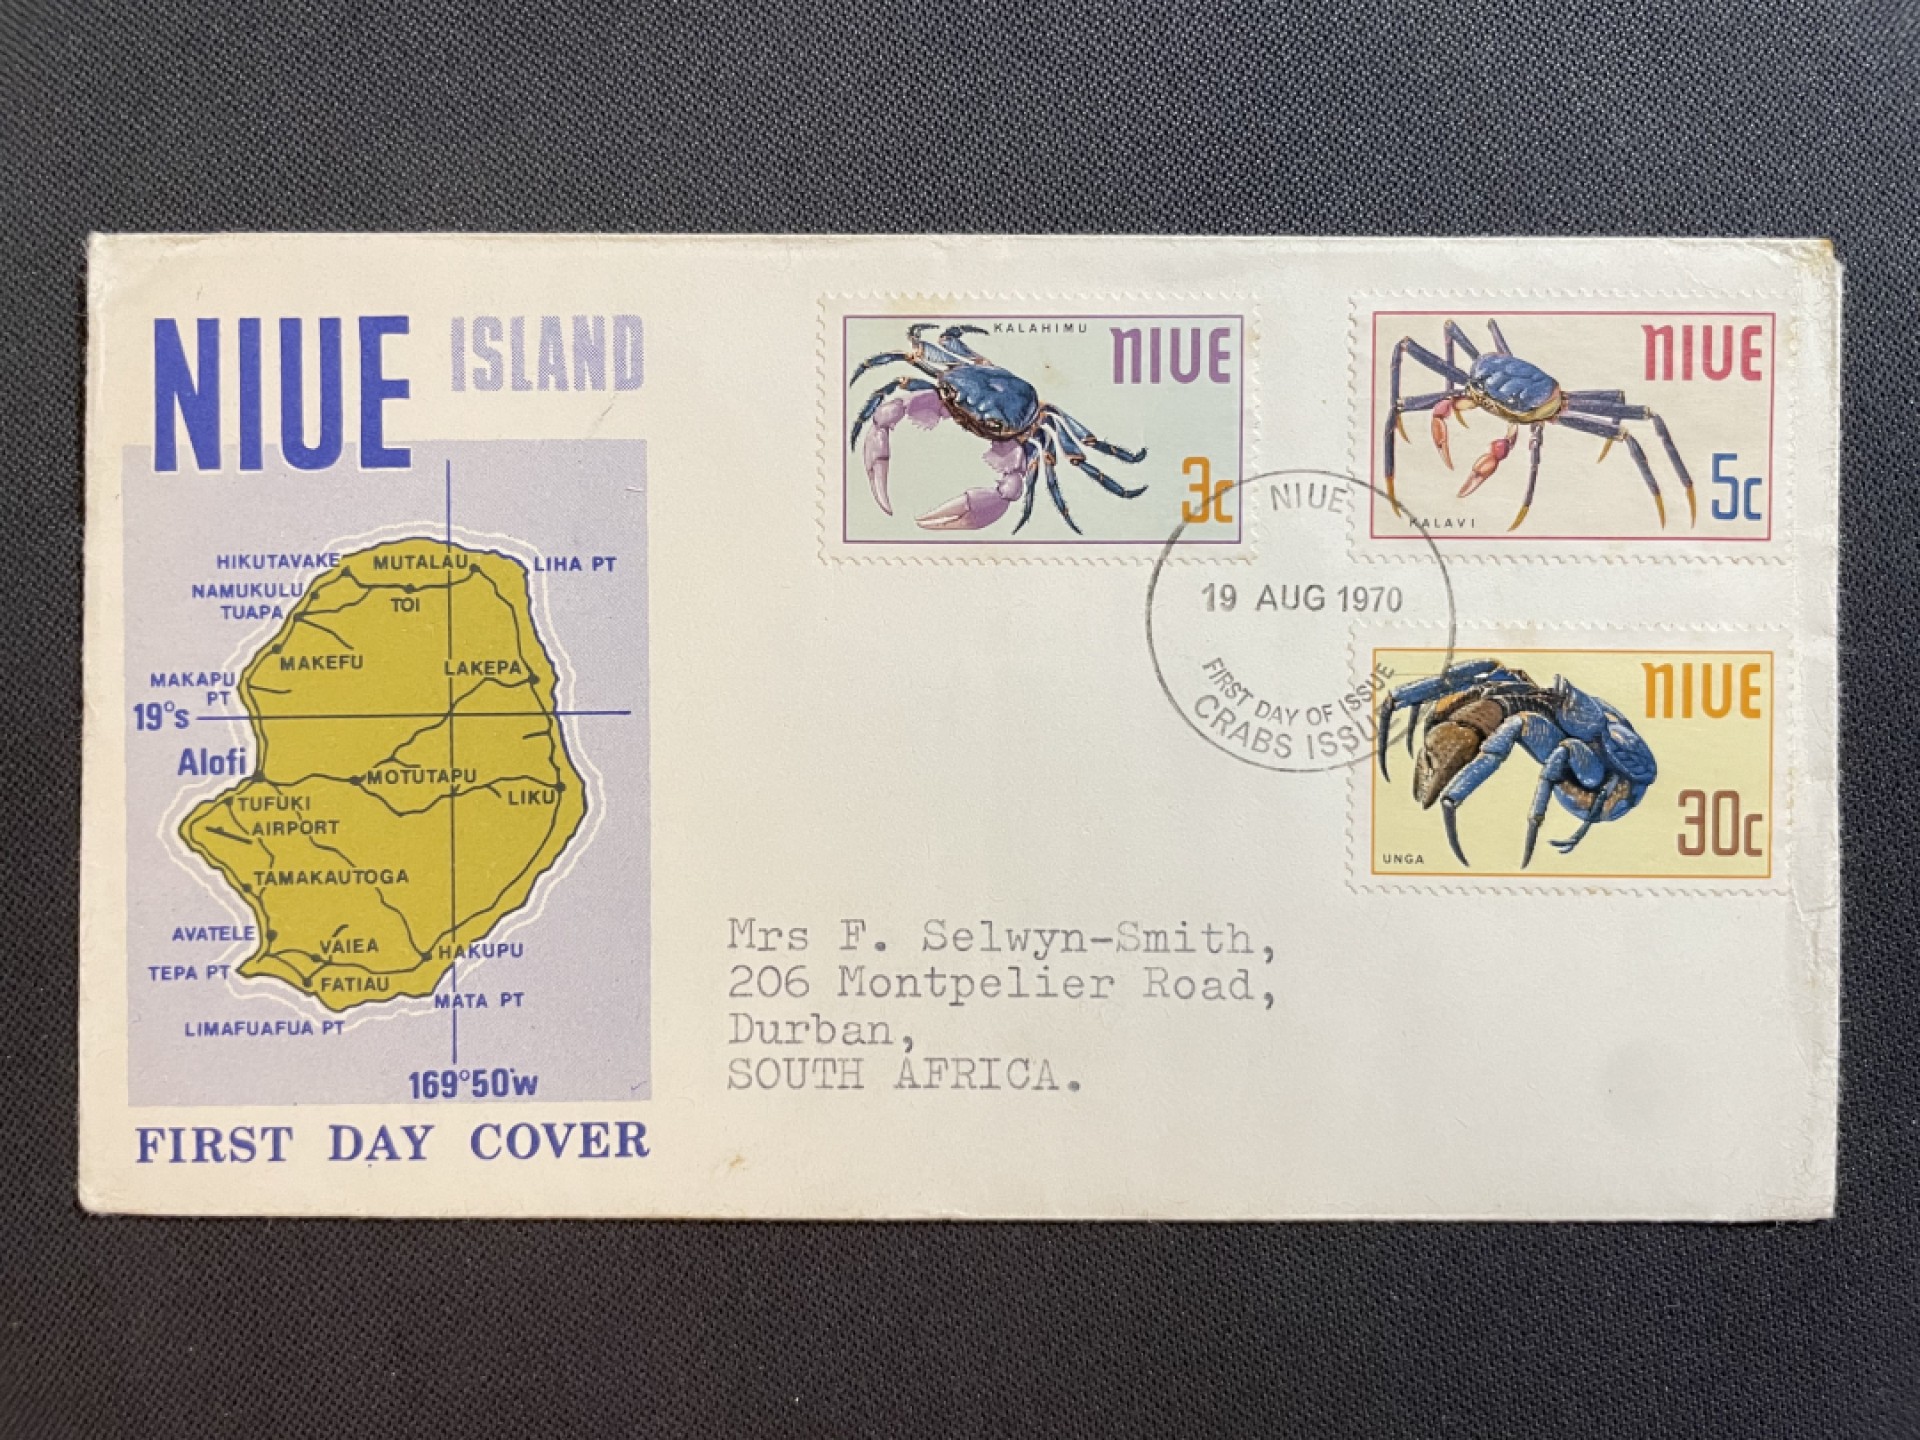 NIUE ISLAND
HIKUTAVAKE
MUTALAU
LIHA PT
NAMUKULU
TOI
TUAPA
MAKEFU
LAKEPA
MAKAPU
PT
19°S
Alofi
MOTUTAPU
LIKU
TUFUKI
AIRPORT
TAMAKAUTOGA
AVATELE
VAIEA
HAKUPU
TEPA PT
FATIAU
MATA PT
LIMAFUAFUA PT
169°50'W
FIRST DAY COVER
KALAHIMU
NIUE
3c
NIUE
5c
KALAVI
NIUE
19 AUG 1970
FIRST DAY OF ISSUE
CRABS ISSUE
NIUE
30c
UNGA
Mrs F. Selwyn-Smith,
206 Montpelier Road,
Durban,
SOUTH AFRICA.